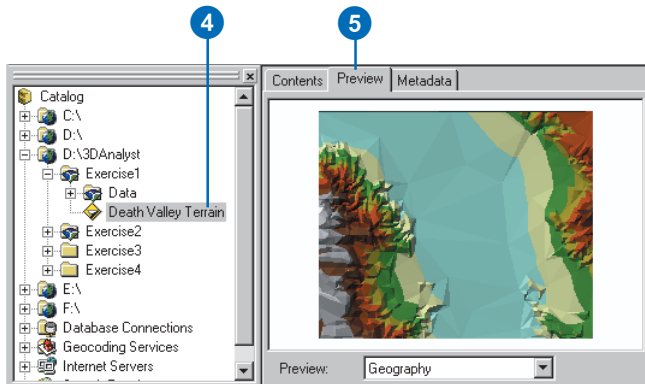 4
5
Contents Preview Metadata
Catalog
C:\
D:\
D:\3DAnalyst
Exercise1
Data
Death Valley Terrain
Exercise2
Exercise3
Exercise4
E:\
F:\
Database Connections
Geocoding Services
Internet Servers
Preview: Geography